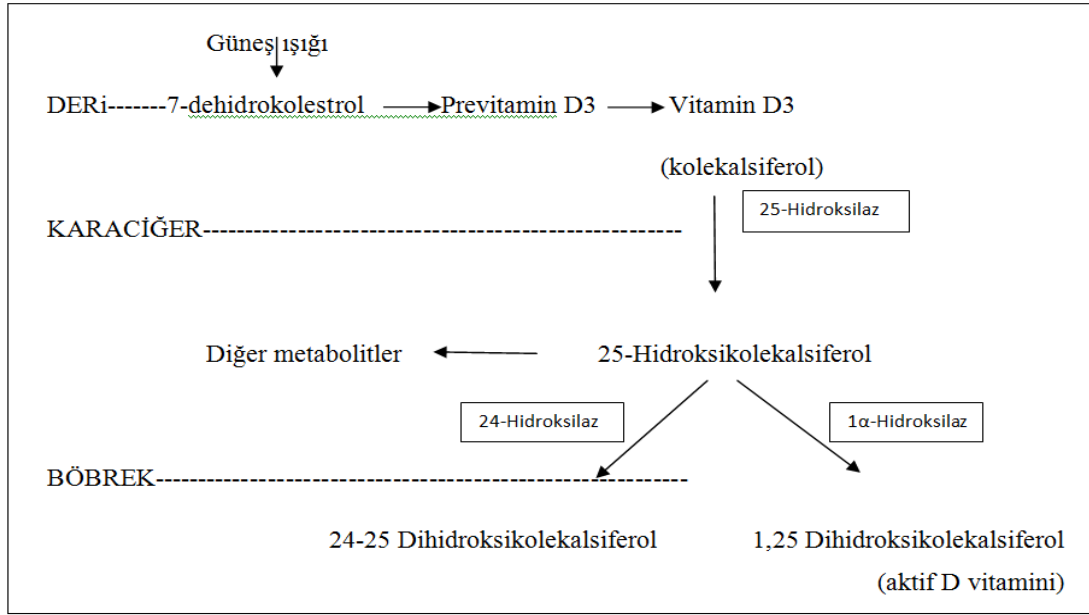 Güneş ışığı
DERi-------7-dehidrokolestrol Previtamin D3 Vitamin D3
(kolekalsiferol)
25-Hidroksilaz
KARACİĞER---------------------------------------------------------
Diğer metabolitler 25-Hidroksikolekalsiferol
24-Hidroksilaz 1α-Hidroksilaz
BÖBREK---------------------------------------------------------------
24-25 Dihidroksikolekalsiferol 1,25 Dihidroksikolekalsiferol
(aktif D vitamini)